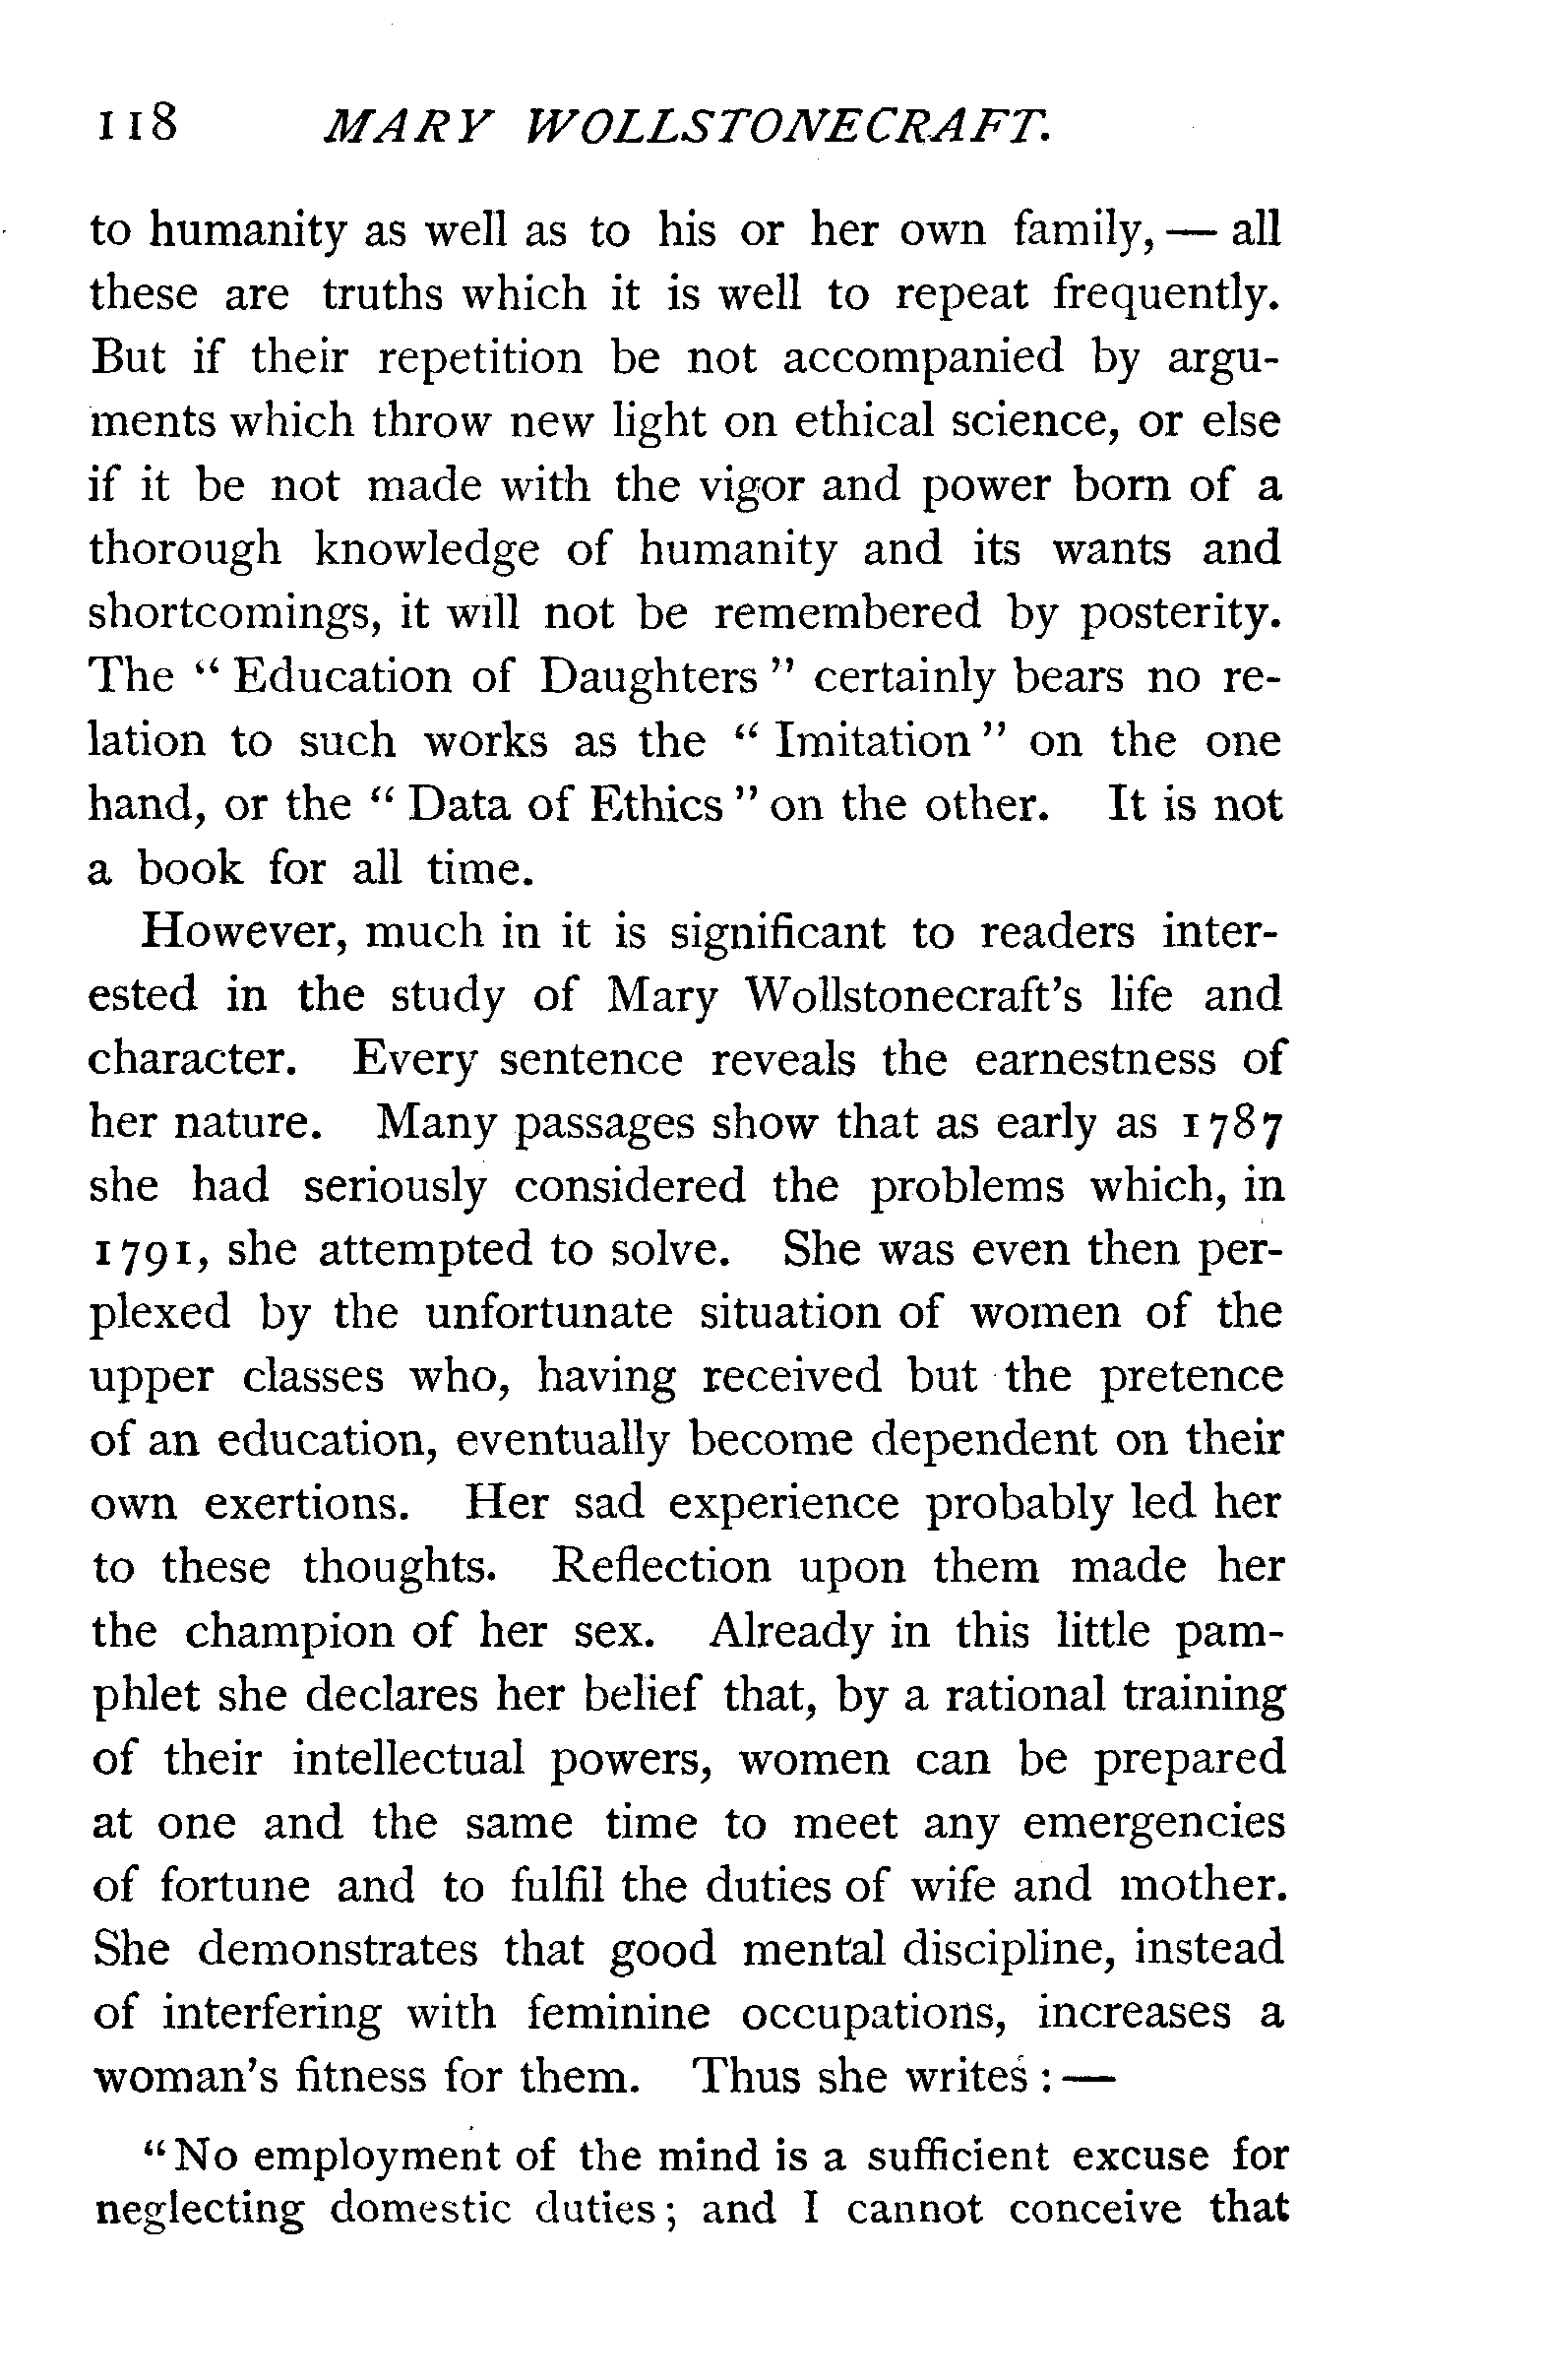 118 MARY WOLLSTONECRAFT.
to humanity as well as to his or her own family, — all
these are truths which it is well to repeat frequently.
But if their repetition be not accompanied by argu-
ments which throw new light on ethical science, or else
if it be not made with the vigor and power born of a
thorough knowledge of humanity and its wants and
shortcomings, it will not be remembered by posterity.
The “ Education of Daughters ” certainly bears no re-
lation to such works as the “ Imitation ” on the one
hand, or the “ Data of Ethics ” on the other. It is not
a book for all time.
However, much in it is significant to readers inter-
ested in the study of Mary Wollstonecraft's life and
character. Every sentence reveals the earnestness of
her nature. Many passages show that as early as 1787
she had seriously considered the problems which, in
1791, she attempted to solve. She was even then per-
plexed by the unfortunate situation of women of the
upper classes who, having received but the pretence
of an education, eventually become dependent on their
own exertions. Her sad experience probably led her
to these thoughts. Reflection upon them made her
the champion of her sex. Already in this little pam-
phlet she declares her belief that, by a rational training
of their intellectual powers, women can be prepared
at one and the same time to meet any emergencies
of fortune and to fulfil the duties of wife and mother.
She demonstrates that good mental discipline, instead
of interfering with feminine occupations, increases a
woman's fitness for them. Thus she writes : —
“No employment of the mind is a sufficient excuse for
neglecting domestic duties ; and I cannot conceive that